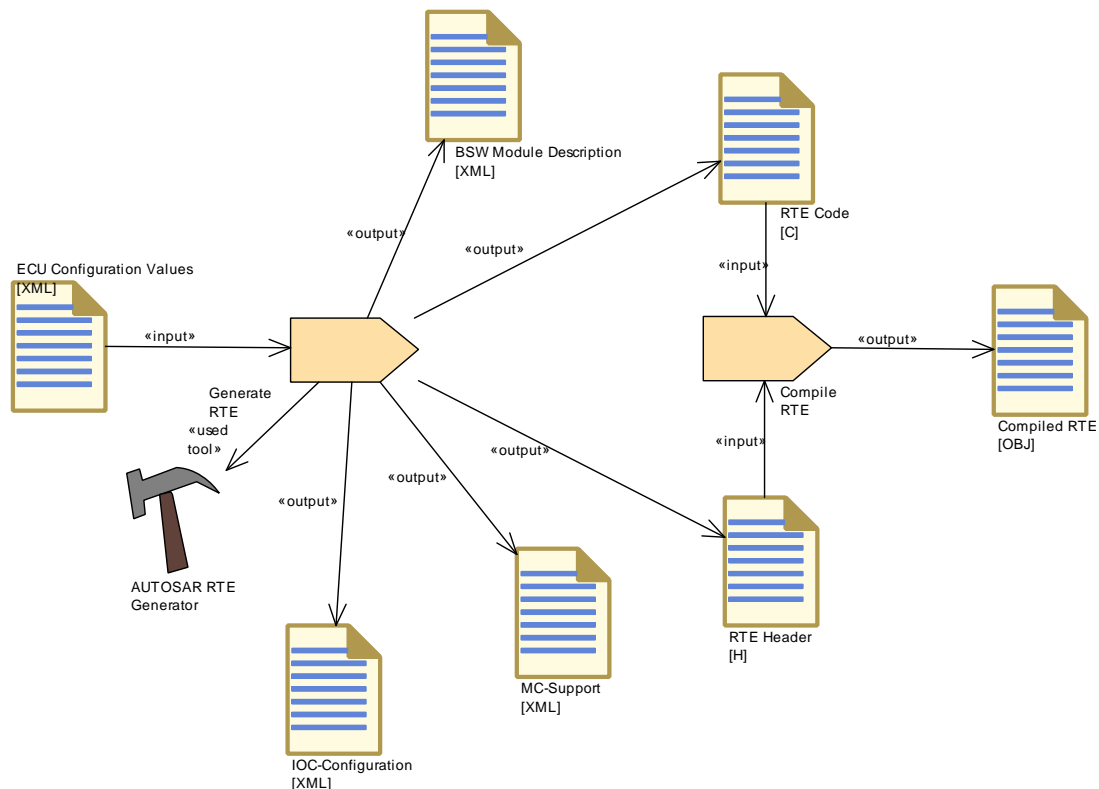 BSW Module Description
[XML]
«output»
«output»
RTE Code
[C]
ECU Configuration Values
[XML]
«input»
«input»
«output»
Generate
RTE
«used
tool»
Compile
RTE
Compiled RTE
[OBJ]
«input»
«output»
«output»
«output»
AUTOSAR RTE
Generator
RTE Header
[H]
MC-Support
[XML]
IOC-Configuration
[XML]